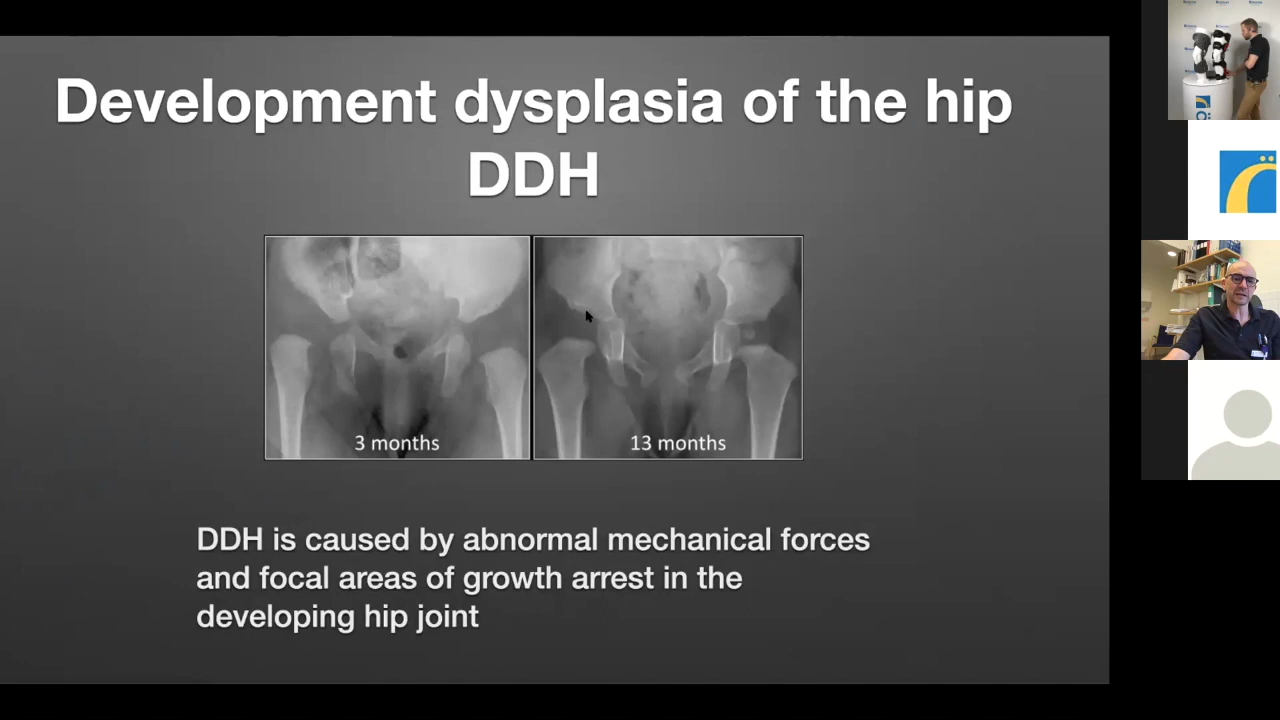 Development dysplasia of the hip
DDH
3 months
13 months
DDH is caused by abnormal mechanical forces
and focal areas of growth arrest in the
developing hip joint